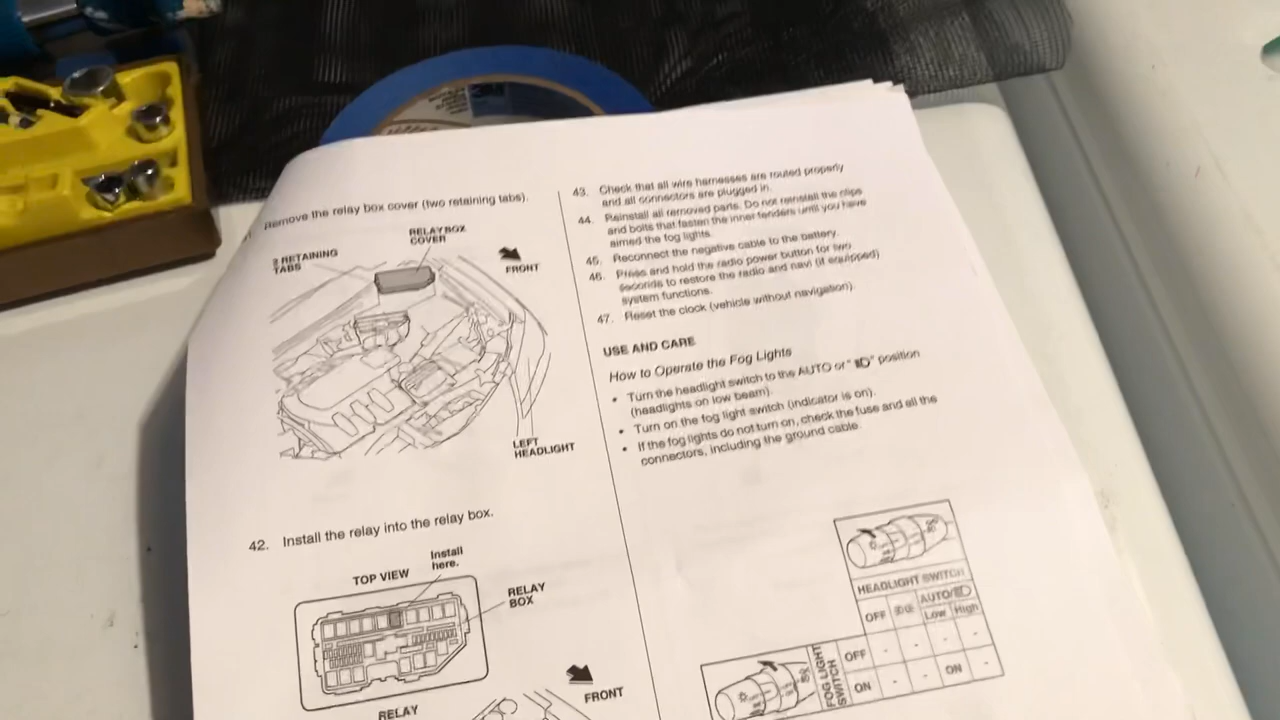 Remove the relay box cover (two retaining tabs).
RELAY BOX
COVER
2 RETAINING
TABS
FRONT
LEFT
HEADLIGHT
42. Install the relay into the relay box.
Install
here.
TOP VIEW
RELAY
BOX
FRONT
RELAY
43. Check that all wire harnesses are routed properly
and all connectors are plugged in.
44. Reinstall all removed parts. Do not reinstall the clips
and bolts that fasten the inner fenders until you have
aimed the fog lights.
45. Reconnect the negative cable to the battery.
46. Press and hold the radio power button for two
seconds to restore the radio and navi (if equipped)
system functions.
47. Reset the clock (vehicle without navigation).
USE AND CARE
How to Operate the Fog Lights
• Turn the headlight switch to the AUTO or " " position
(headlights on low beam).
• Turn on the fog light switch (indicator is on).
• If the fog lights do not turn on, check the fuse and all the
connectors, including the ground cable.
HEADLIGHT SWITCH
OFF AUTO/
Low High
FOG LIGHT
SWITCH
OFF - - - -
ON - - ON -
3M